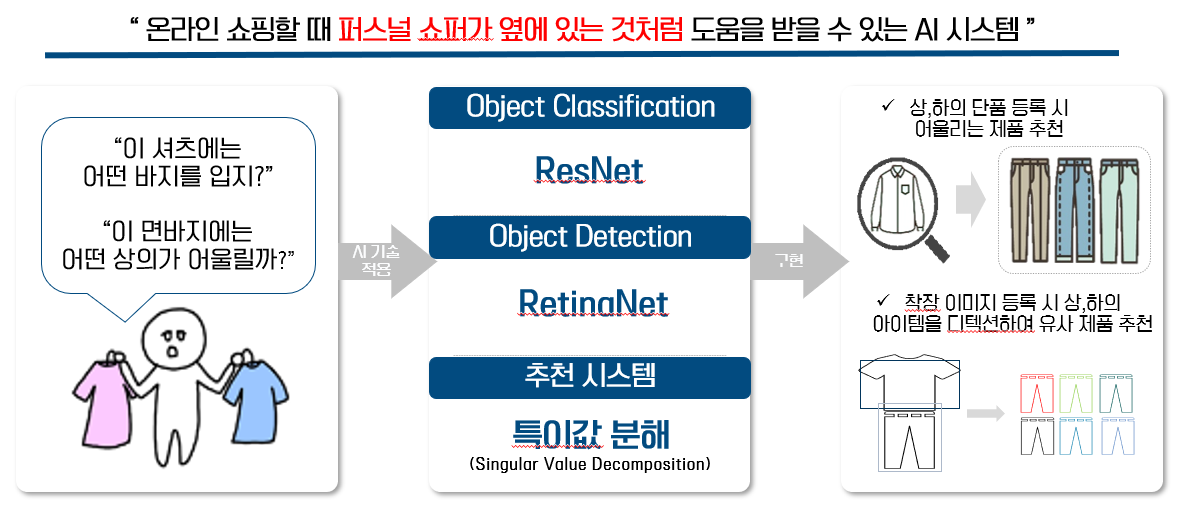 “ 온라인 쇼핑할 때 퍼스널 쇼퍼가 옆에 있는 것처럼 도움을 받을 수 있는 AI 시스템 ”
“이 셔츠에는
어떤 바지를 입지?”
“이 면바지에는
어떤 상의가 어울릴까?”
AI 기술
적용
Object Classification
ResNet
Object Detection
RetinaNet
추천 시스템
특이값 분해
(Singular Value Decomposition)
구현
✓ 상,하의 단품 등록 시
어울리는 제품 추천
✓ 착장 이미지 등록 시 상,하의
아이템을 디텍션하여 유사 제품 추천